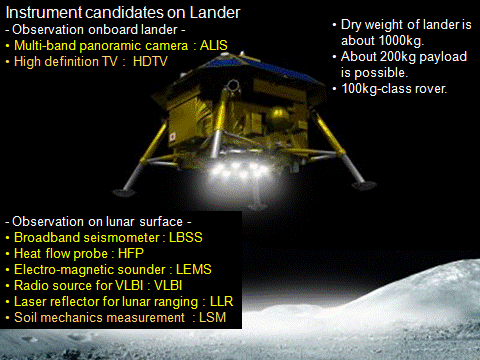 Instrument candidates on Lander
- Observation onboard lander -
• Multi-band panoramic camera : ALIS
• High definition TV : HDTV
• Dry weight of lander is
about 1000kg.
• About 200kg payload
is possible.
• 100kg-class rover.
- Observation on lunar surface -
• Broadband seismometer : LBSS
• Heat flow probe : HFP
• Electro-magnetic sounder : LEMS
• Radio source for VLBI : VLBI
• Laser reflector for lunar ranging : LLR
• Soil mechanics measurement : LSM